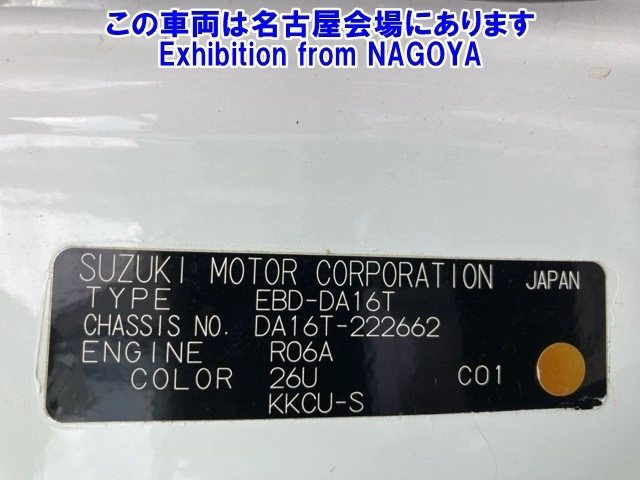 この車両は名古屋会場にあります
Exhibition from NAGOYA
SUZUKI MOTOR CORPORATION JAPAN
TYPE EBD-DA16T
CHASSIS NO. DA16T-222662
ENGINE R06A
COLOR 26U C01
KKCU-S